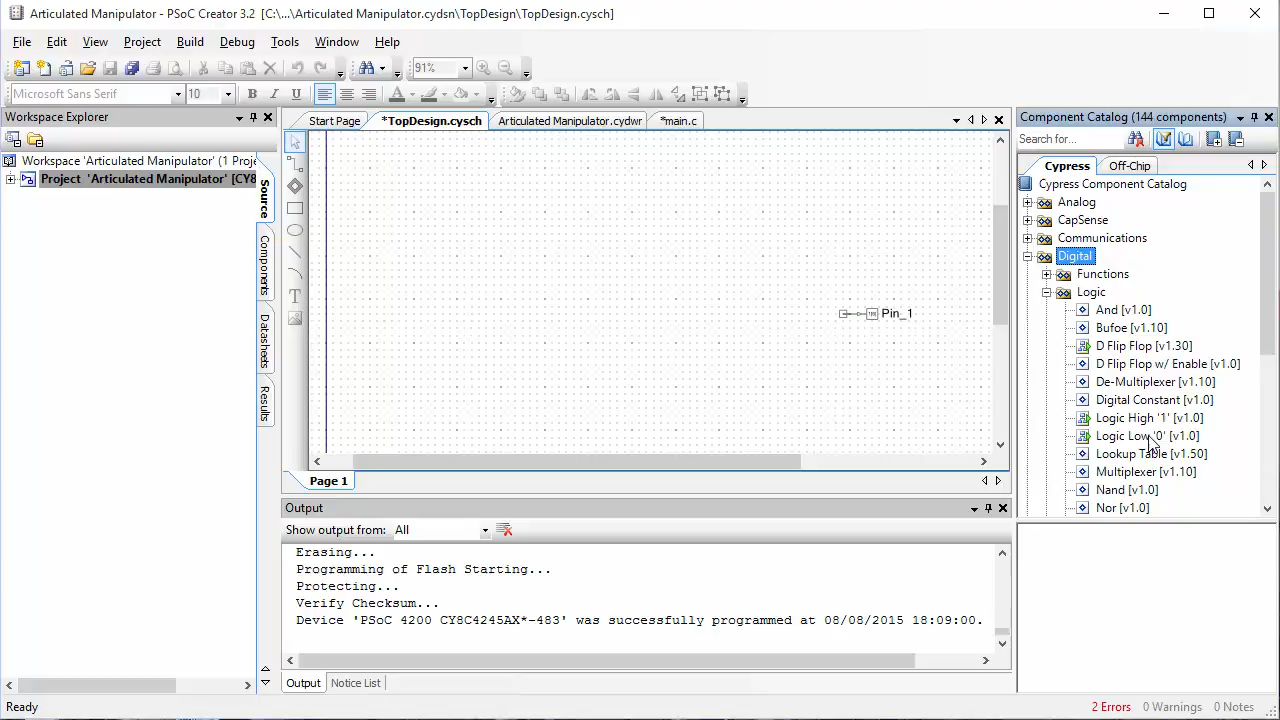 Articulated Manipulator - PSoC Creator 3.2 [C:\...\Articulated Manipulator.cydsn\TopDesign\TopDesign.cysch]
File Edit View Project Build Debug Tools Window Help
91%
Microsoft Sans Serif 10 B I U
Workspace Explorer
Workspace 'Articulated Manipulator' (1 Proje
Project 'Articulated Manipulator' [CY8
Source
Components
Datasheets
Results
Start Page *TopDesign.cysch Articulated Manipulator.cydwr *main.c
Pin_1
Page 1
Output
Show output from: All
Erasing...
Programming of Flash Starting...
Protecting...
Verify Checksum...
Device 'PSoC 4200 CY8C4245AX*-483' was successfully programmed at 08/08/2015 18:09:00.
Output Notice List
Component Catalog (144 components)
Search for...
Cypress Off-Chip
Cypress Component Catalog
Analog
CapSense
Communications
Digital
Functions
Logic
And [v1.0]
Bufoe [v1.10]
D Flip Flop [v1.30]
D Flip Flop w/ Enable [v1.0]
De-Multiplexer [v1.10]
Digital Constant [v1.0]
Logic High '1' [v1.0]
Logic Low '0' [v1.0]
Lookup Table [v1.50]
Multiplexer [v1.10]
Nand [v1.0]
Nor [v1.0]
Ready
2 Errors 0 Warnings 0 Notes